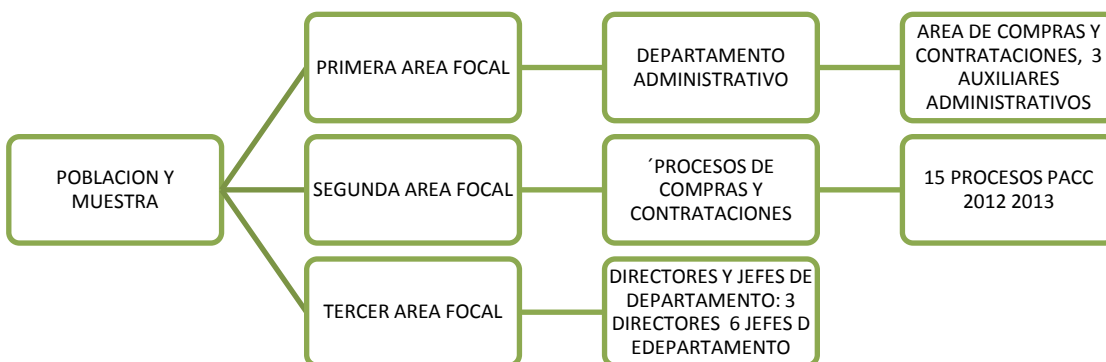 POBLACION Y
MUESTRA
PRIMERA AREA FOCAL
DEPARTAMENTO
ADMINISTRATIVO
AREA DE COMPRAS Y
CONTRATACIONES, 3
AUXILIARES
ADMINISTRATIVOS
SEGUNDA AREA FOCAL
´PROCESOS DE
COMPRAS Y
CONTRATACIONES
15 PROCESOS PACC
2012 2013
TERCER AREA FOCAL
DIRECTORES Y JEFES DE
DEPARTAMENTO: 3
DIRECTORES 6 JEFES D
EDEPARTAMENTO